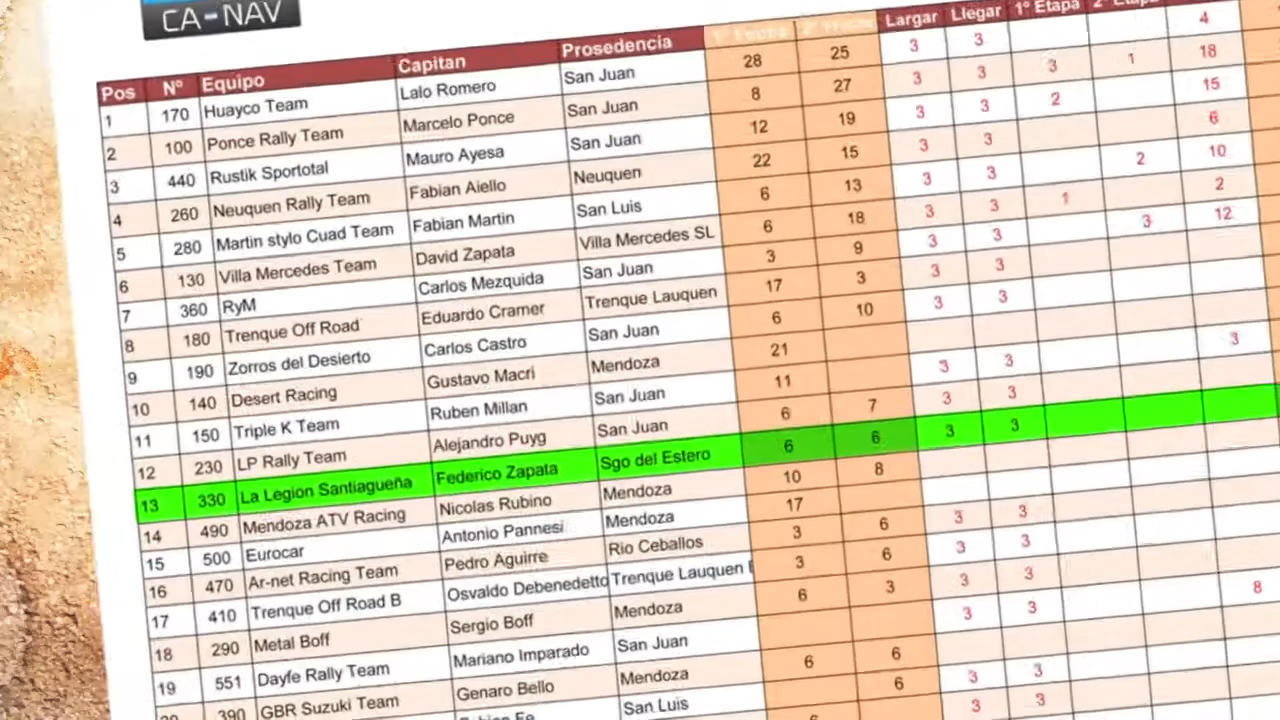 CA-NAV
Pos Nº Equipo Capitan Prosedencia Largar Llegar 1º Etapa
1 170 Huayco Team Lalo Romero San Juan 28 25 3 3 4
2 100 Ponce Rally Team Marcelo Ponce San Juan 8 27 3 3 3 1 18
3 440 Rustik Sportotal Mauro Ayesa San Juan 12 19 3 3 2 15
4 260 Neuquen Rally Team Fabian Aiello Neuquen 22 15 3 3 6
5 280 Martin stylo Cuad Team Fabian Martin San Luis 6 13 3 3 2 10
6 130 Villa Mercedes Team David Zapata Villa Mercedes SL 6 18 3 3 1 2
7 360 RyM Carlos Mezquida San Juan 3 9 3 3 3 12
8 180 Trenque Off Road Eduardo Cramer Trenque Lauquen 17 3 3 3
9 190 Zorros del Desierto Carlos Castro San Juan 6 10 3 3
10 140 Desert Racing Gustavo Macri Mendoza 21
11 150 Triple K Team Ruben Millan San Juan 11 3 3 3
12 230 LP Rally Team Alejandro Puyg San Juan 6 7 3 3
13 330 La Legion Santiagueña Federico Zapata Sgo del Estero 6 6 3 3
14 490 Mendoza ATV Racing Nicolas Rubino Mendoza 10 8
15 500 Eurocar Antonio Pannesi Mendoza 17
16 470 Ar-net Racing Team Pedro Aguirre Rio Ceballos 3 6 3 3
17 410 Trenque Off Road B Osvaldo Debenedetto Trenque Lauquen 3 6 3 3
18 290 Metal Boff Sergio Boff Mendoza 6 3 3 3
19 551 Dayfe Rally Team Mariano Imparado San Juan 3 3 8
390 GBR Suzuki Team Genaro Bello Mendoza 6 6
San Luis 6 3 3
3 3